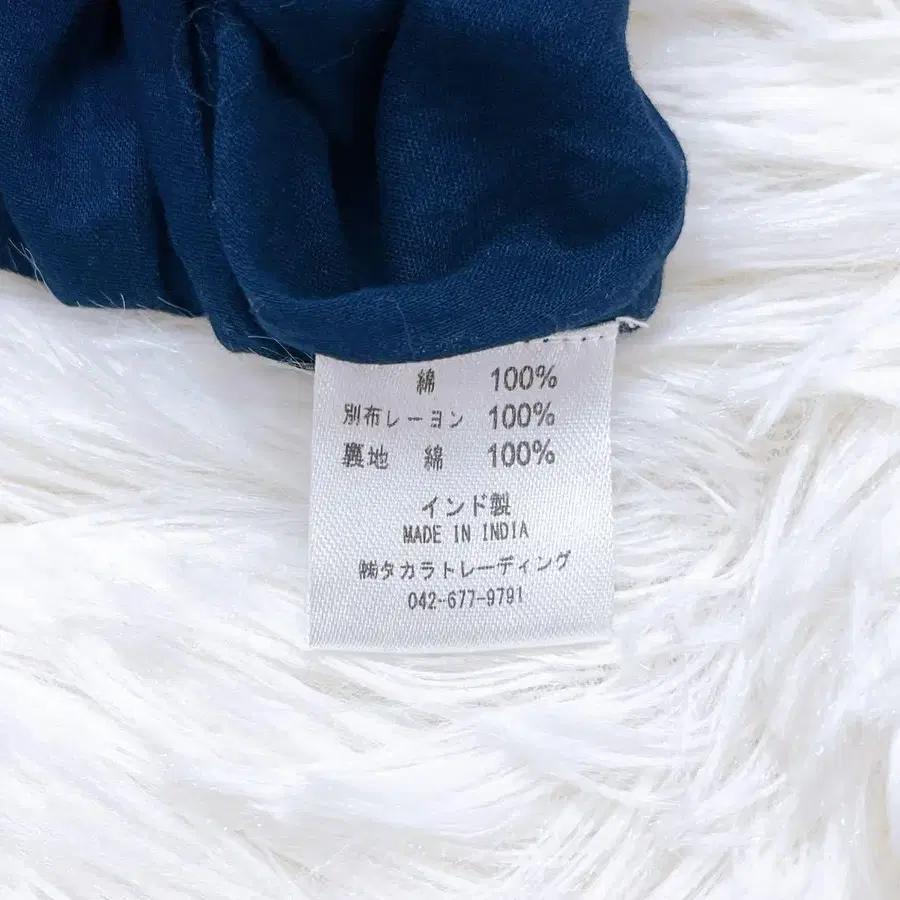 綿 100%
別布レーヨン 100%
裏地 綿 100%
インド製
MADE IN INDIA
㈱タカラトレーディング
042-677-9791